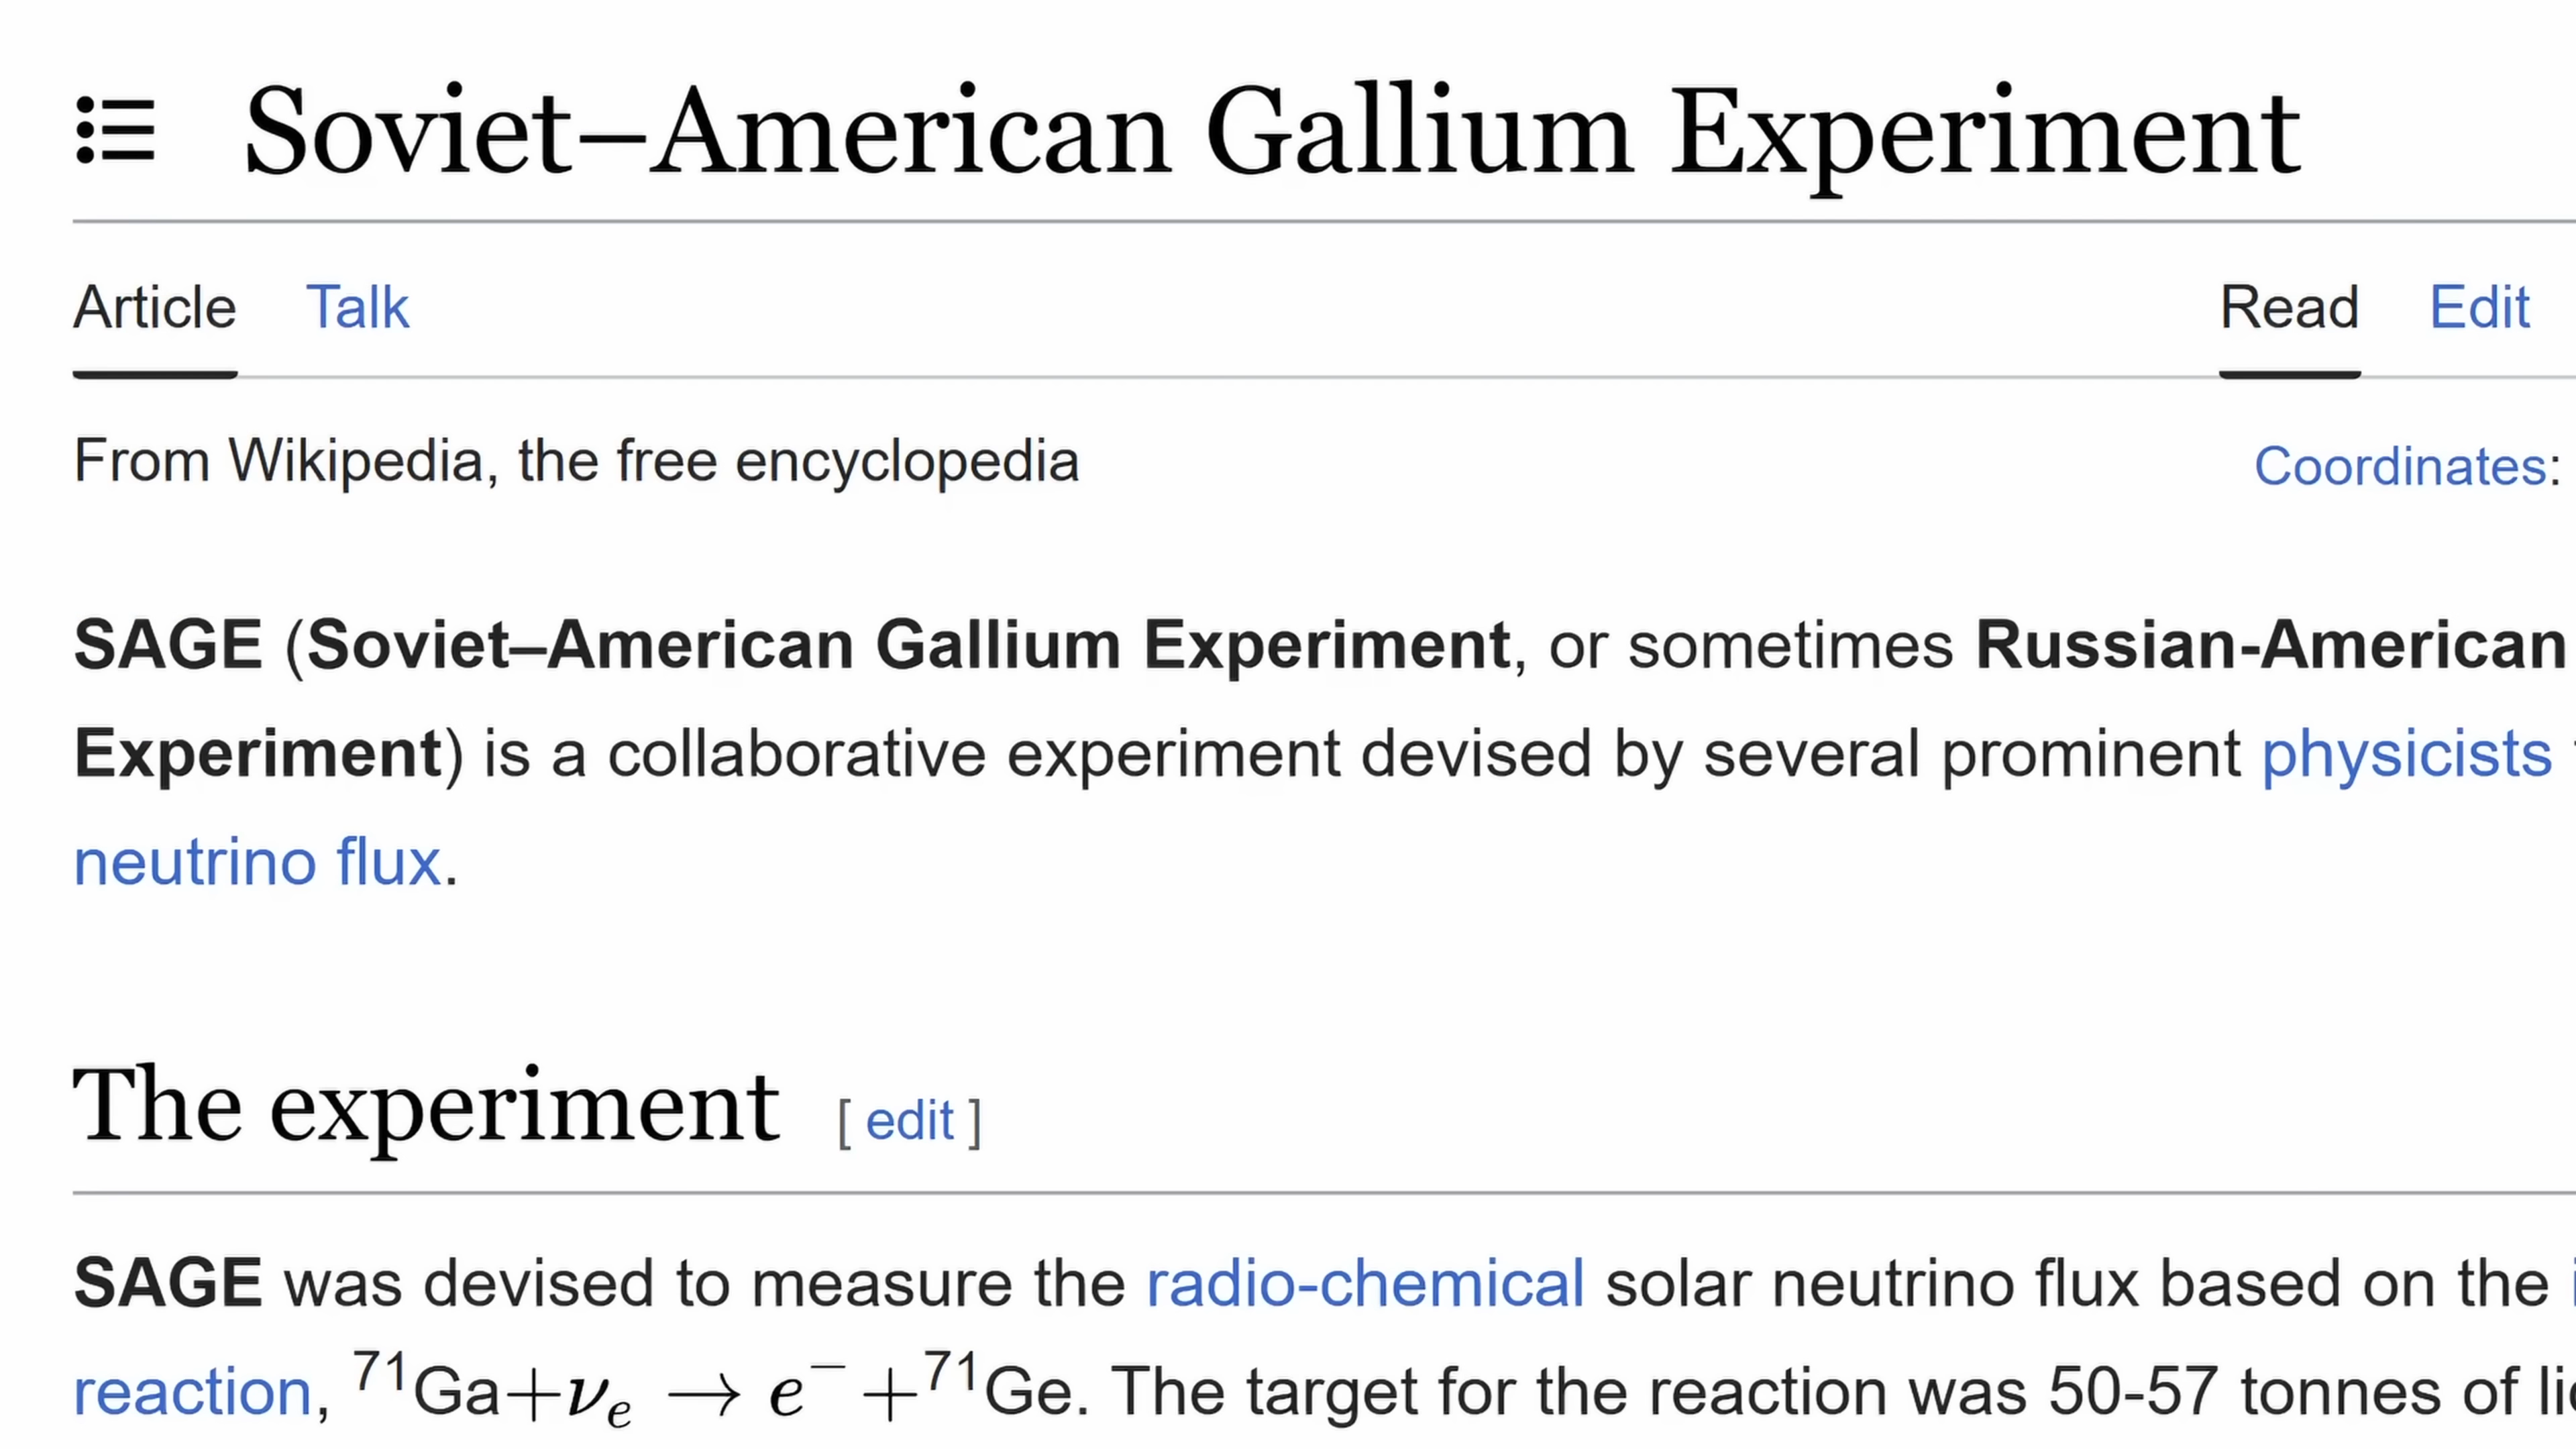 Soviet–American Gallium Experiment
Article Talk Read Edit
From Wikipedia, the free encyclopedia Coordinates:
SAGE (Soviet–American Gallium Experiment, or sometimes Russian-American
Experiment) is a collaborative experiment devised by several prominent physicists
neutrino flux.
The experiment [ edit ]
SAGE was devised to measure the radio-chemical solar neutrino flux based on the
reaction, ⁷¹Ga+νₑ → e⁻+⁷¹Ge. The target for the reaction was 50-57 tonnes of